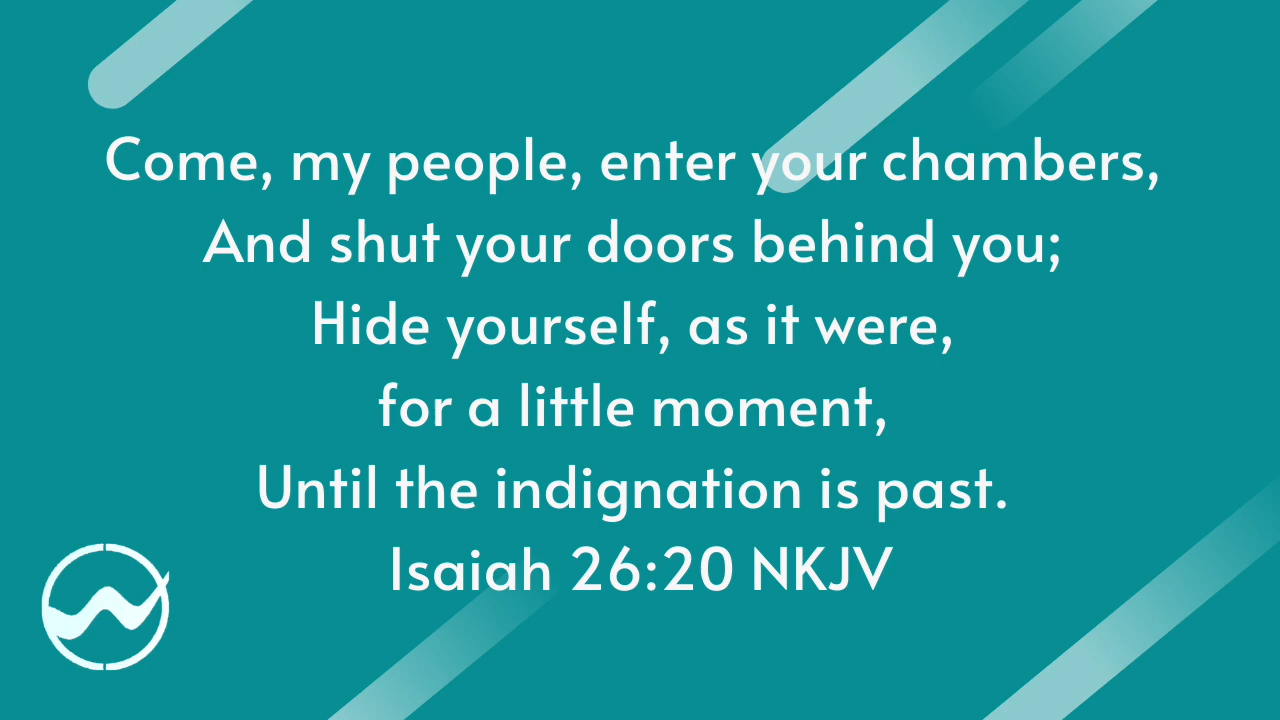 Come, my people, enter your chambers,
And shut your doors behind you;
Hide yourself, as it were,
for a little moment,
Until the indignation is past.
Isaiah 26:20 NKJV